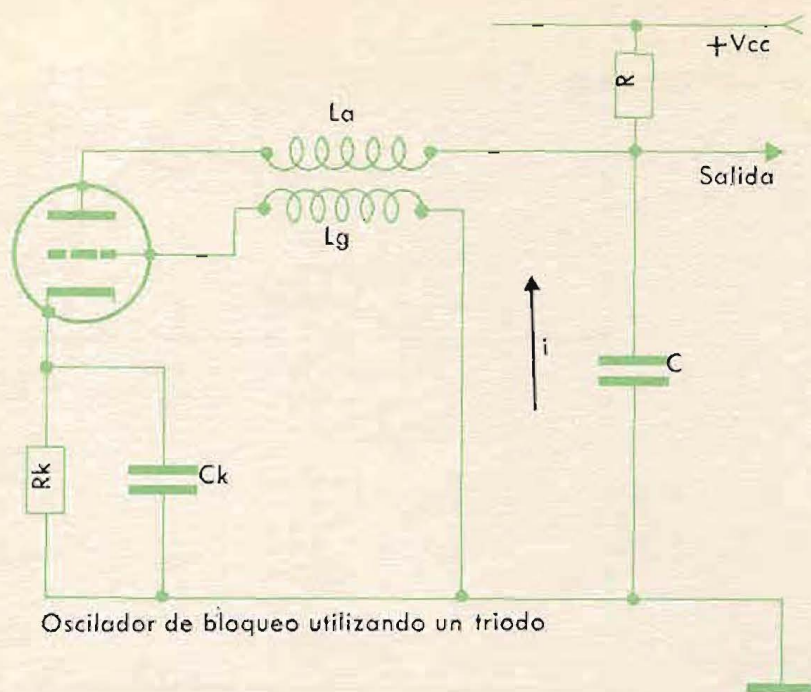 +Vcc
R
La
Salida
Lg
i
C
Rk
Ck
Oscilador de bloqueo utilizando un triodo